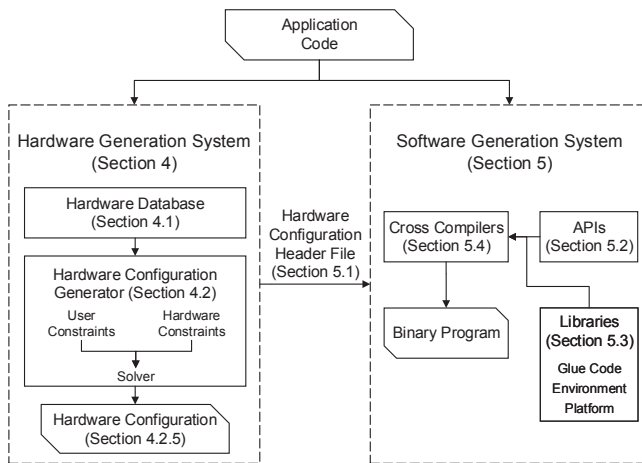 Application
Code
Hardware Generation System
(Section 4)
Hardware Database
(Section 4.1)
Hardware Configuration
Generator (Section 4.2)
User
Constraints
Hardware
Constraints
Solver
Hardware Configuration
(Section 4.2.5)
Hardware
Configuration
Header File
(Section 5.1)
Software Generation System
(Section 5)
Cross Compilers
(Section 5.4)
APIs
(Section 5.2)
Binary Program
Libraries
(Section 5.3)
Glue Code
Environment
Platform